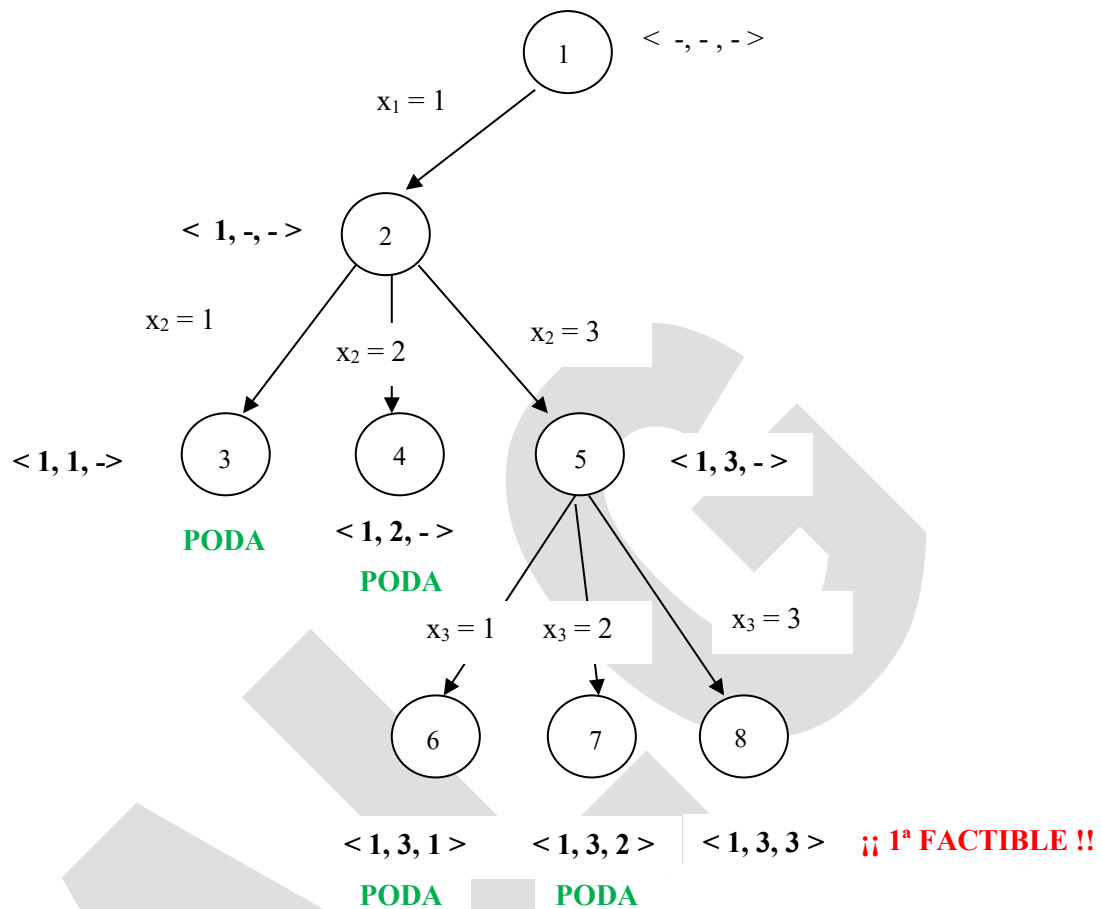 1 < -, - , - >
x₁ = 1
< 1, -, - > 2
x₂ = 1
x₂ = 2
x₂ = 3
< 1, 1, -> 3 4 5 < 1, 3, - >
PODA
< 1, 2, - >
PODA
x₃ = 1 x₃ = 2 x₃ = 3
6 7 8
< 1, 3, 1 > < 1, 3, 2 > < 1, 3, 3 > ¡¡ 1ª FACTIBLE !!
PODA PODA